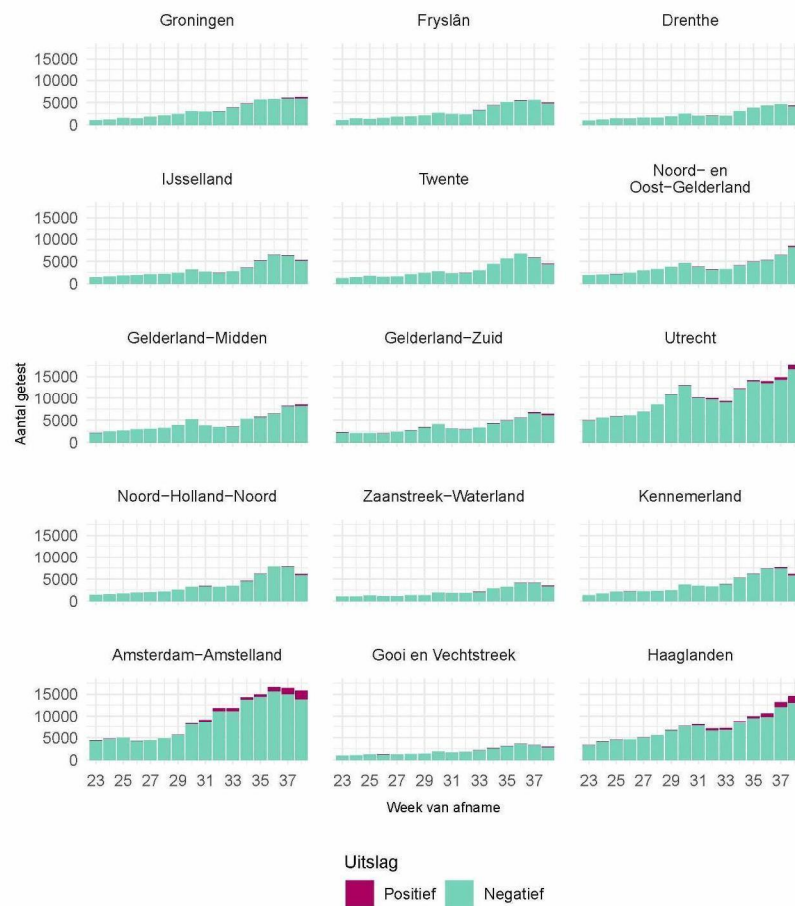 Groningen
Fryslân
Drenthe
15000
10000
5000
0
IJsselland
Twente
Noord- en
Oost-Gelderland
15000
10000
5000
0
Gelderland-Midden
Gelderland-Zuid
Utrecht
Aantal getest
15000
10000
5000
0
Noord-Holland-Noord
Zaanstreek-Waterland
Kennemerland
15000
10000
5000
0
Amsterdam-Amstelland
Gooi en Vechtstreek
Haaglanden
15000
10000
5000
0
23 25 27 29 31 33 35 37 23 25 27 29 31 33 35 37 23 25 27 29 31 33 35 37
Week van afname
Uitslag
Positief Negatief